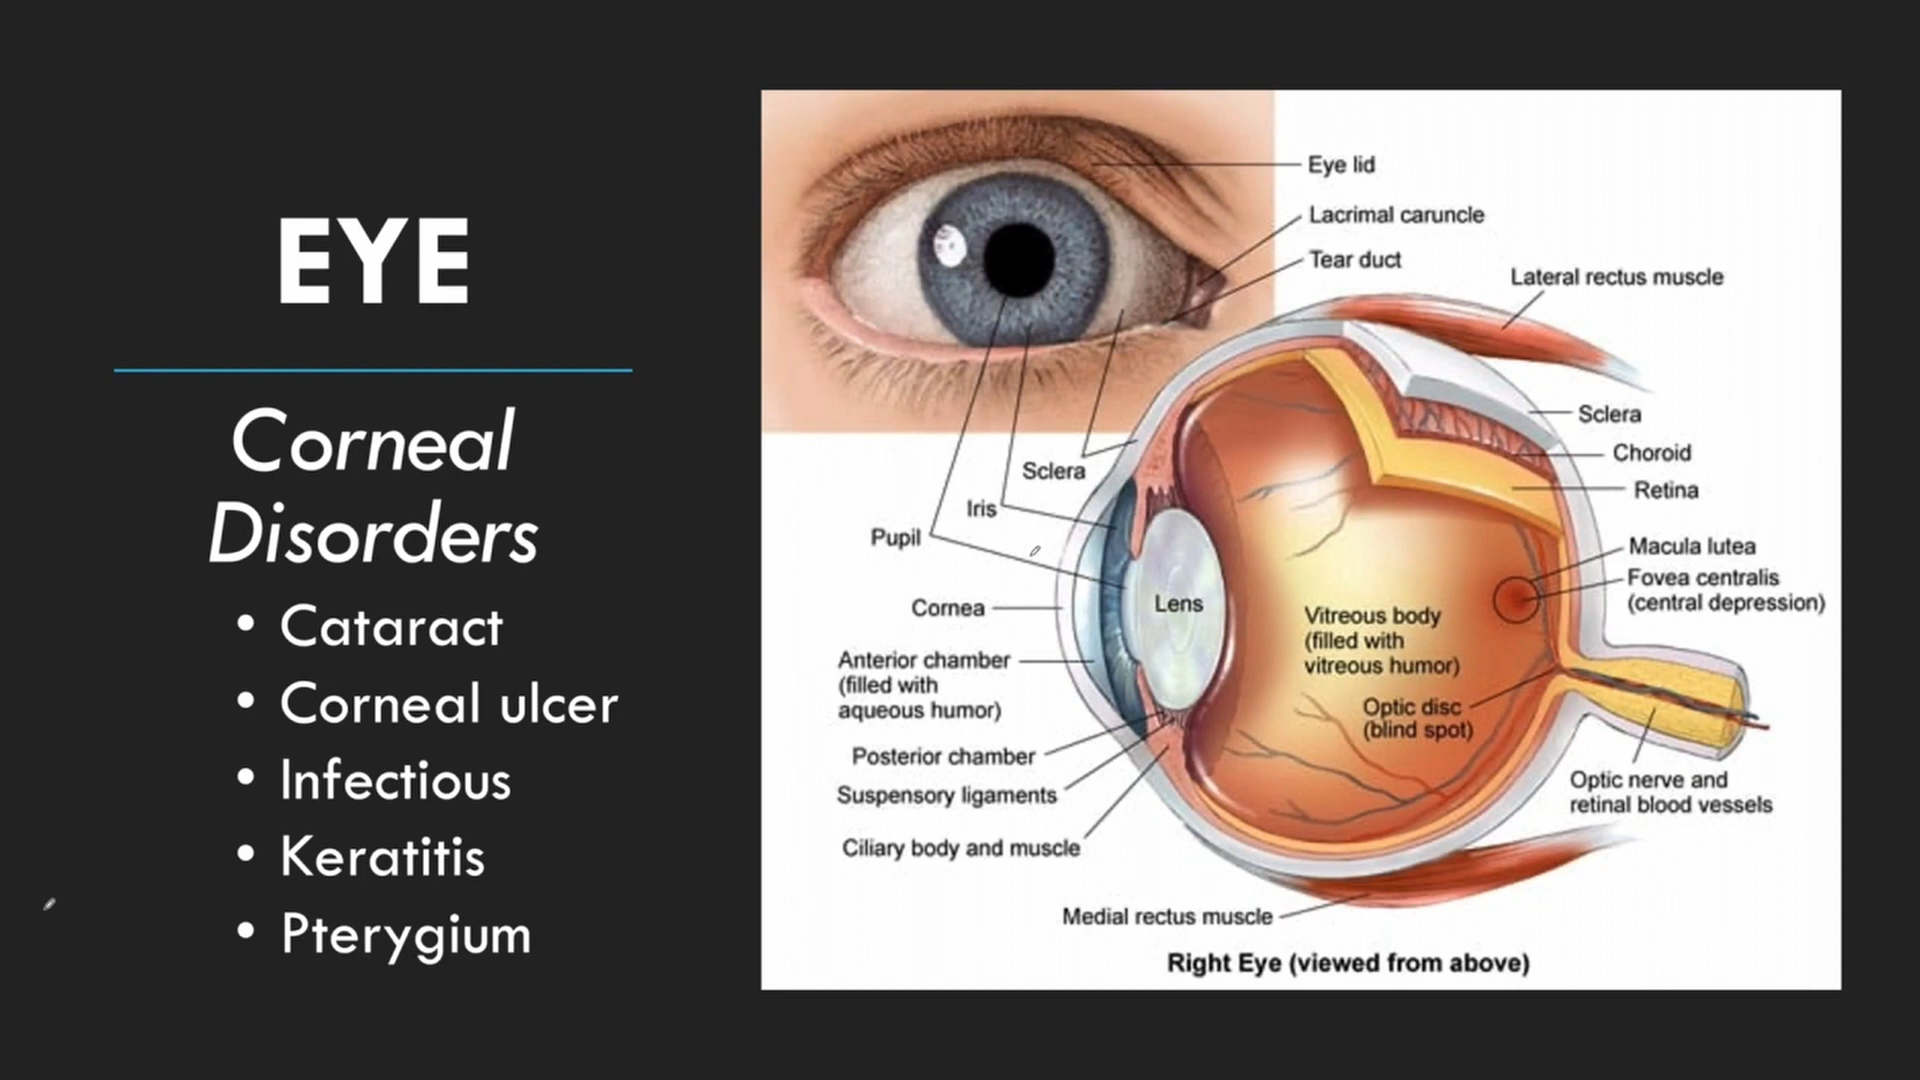 EYE
Corneal
Disorders
• Cataract
• Corneal ulcer
• Infectious
• Keratitis
• Pterygium
Eye lid
Lacrimal caruncle
Tear duct
Lateral rectus muscle
Sclera
Choroid
Retina
Macula lutea
Fovea centralis
(central depression)
Sclera
Iris
Pupil
Cornea
Lens
Vitreous body
(filled with
vitreous humor)
Anterior chamber
(filled with
aqueous humor)
Optic disc
(blind spot)
Posterior chamber
Suspensory ligaments
Ciliary body and muscle
Optic nerve and
retinal blood vessels
Medial rectus muscle
Right Eye (viewed from above)